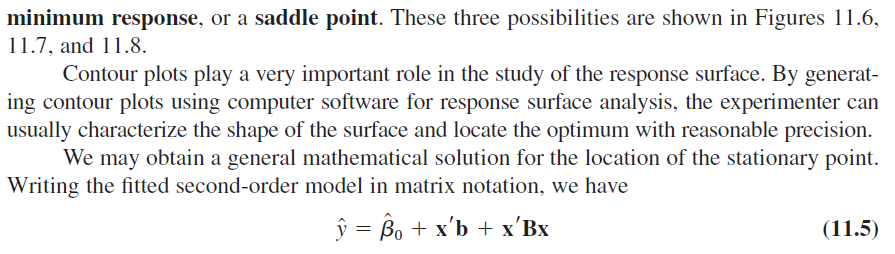 minimum response, or a saddle point. These three possibilities are shown in Figures 11.6,
11.7, and 11.8.
Contour plots play a very important role in the study of the response surface. By generat-
ing contour plots using computer software for response surface analysis, the experimenter can
usually characterize the shape of the surface and locate the optimum with reasonable precision.
We may obtain a general mathematical solution for the location of the stationary point.
Writing the fitted second-order model in matrix notation, we have
ŷ = β̂₀ + x′b + x′Bx (11.5)